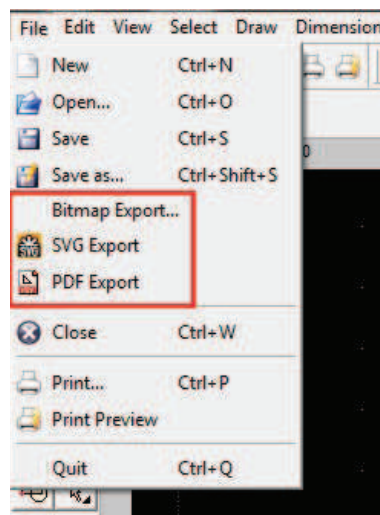 File Edit View Select Draw Dimension
New Ctrl+N
Open... Ctrl+O
Save Ctrl+S
Save as... Ctrl+Shift+S
Bitmap Export...
SVG Export
PDF Export
Close Ctrl+W
Print... Ctrl+P
Print Preview
Quit Ctrl+Q
0